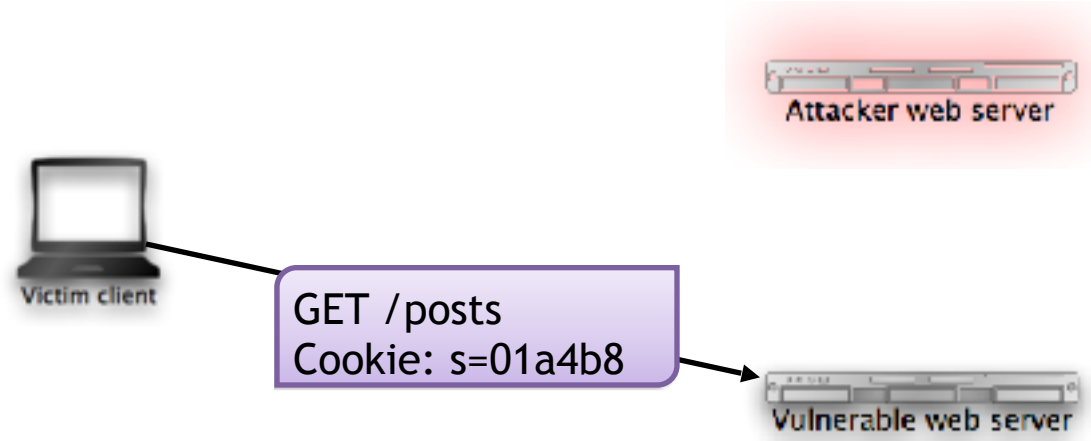 Attacker web server
Victim client
GET /posts
Cookie: s=01a4b8
Vulnerable web server